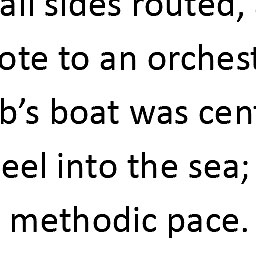 all sides routed,
ote to an orchest
b’s boat was cent
eel into the sea;
methodic pace.